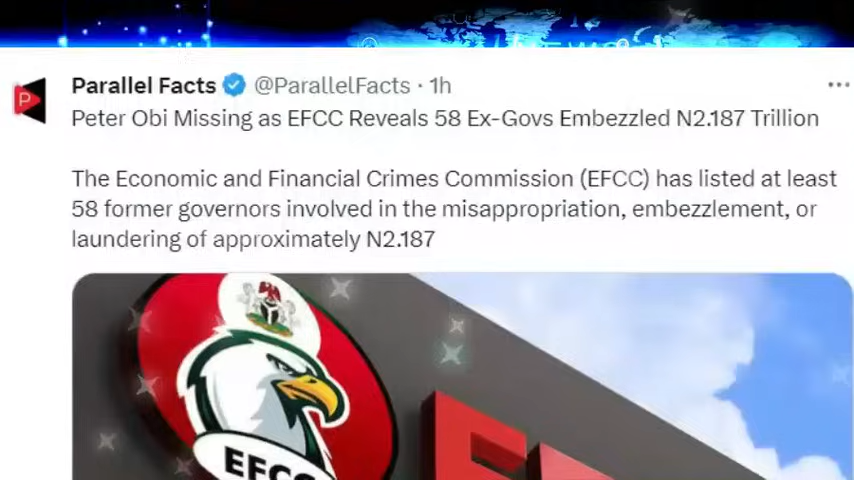 Parallel Facts @ParallelFacts · 1h
Peter Obi Missing as EFCC Reveals 58 Ex-Govs Embezzled N2.187 Trillion
The Economic and Financial Crimes Commission (EFCC) has listed at least
58 former governors involved in the misappropriation, embezzlement, or
laundering of approximately N2.187
EFCC